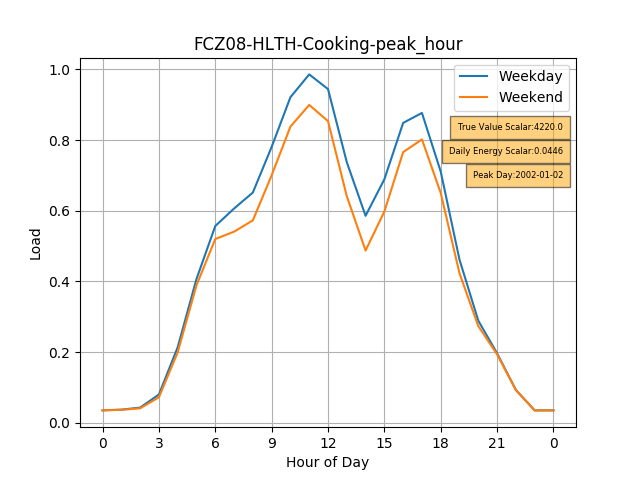 FCZ08-HLTH-Cooking-peak_hour
Weekday
Weekend
True Value Scalar:4220.0
Daily Energy Scalar:0.0446
Peak Day:2002-01-02
Load
1.0
0.8
0.6
0.4
0.2
0.0
0 3 6 9 12 15 18 21 0
Hour of Day